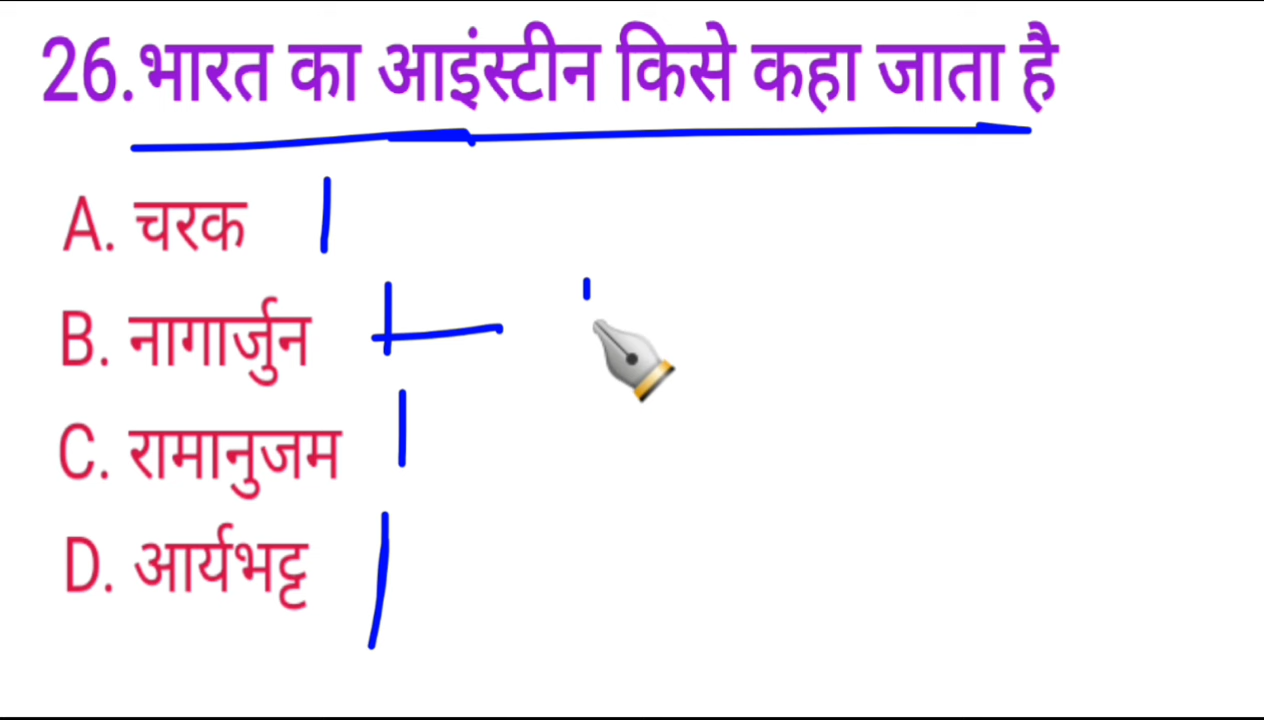 26.भारत का आइंस्टीन किसे कहा जाता है
A. चरक
B. नागार्जुन
C. रामानुजम
D. आर्यभट्ट